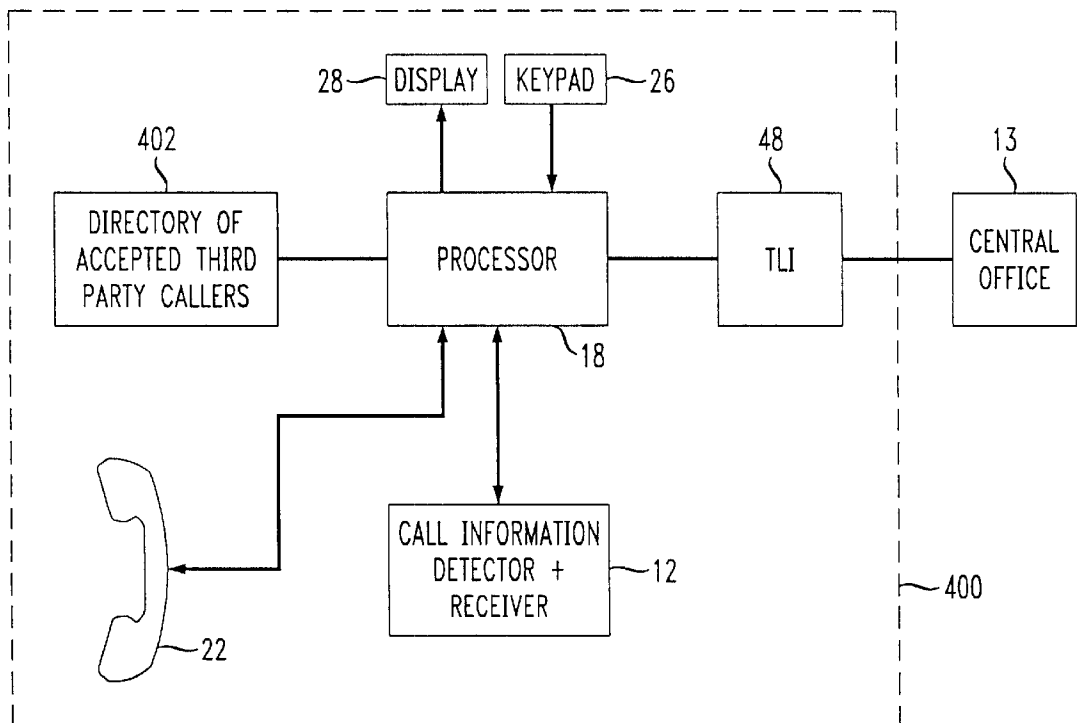 28 DISPLAY KEYPAD 26
402 48 13
DIRECTORY OF
ACCEPTED THIRD
PARTY CALLERS
PROCESSOR
TLI
CENTRAL
OFFICE
18
CALL INFORMATION
DETECTOR +
RECEIVER
12
400
22